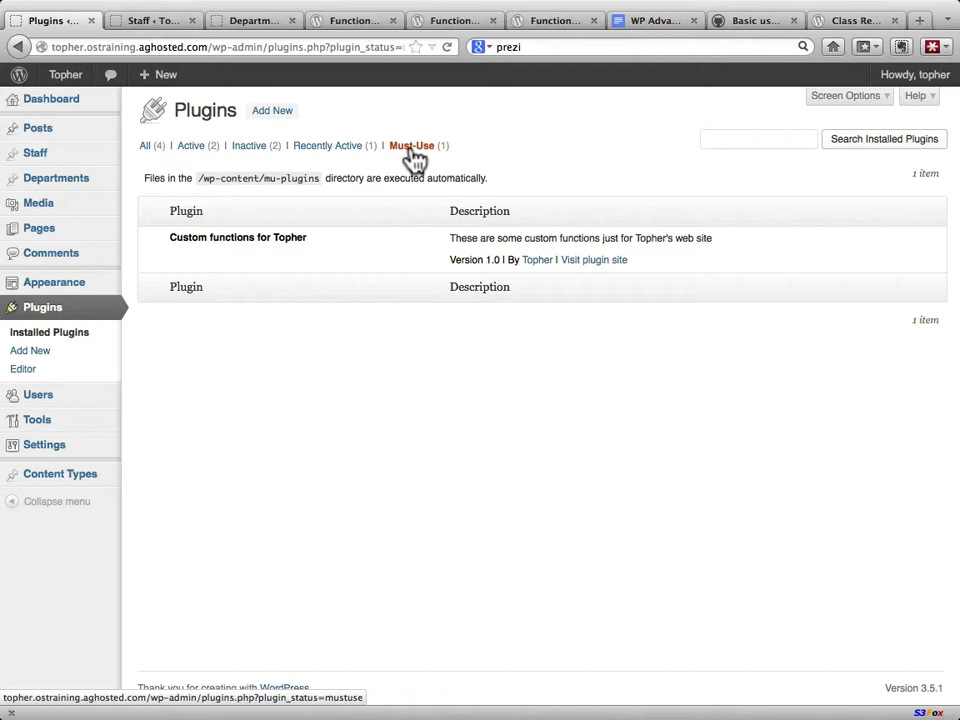 Plugins ‹ ...
Staff ‹ To...
Departm...
Function...
Function...
Function...
WP Adva...
Basic us...
Class Re...
topher.ostraining.aghosted.com/wp-admin/plugins.php?plugin_status=
prezi
Topher
New
Howdy, topher
Dashboard
Posts
Staff
Departments
Media
Pages
Comments
Appearance
Plugins
Installed Plugins
Add New
Editor
Users
Tools
Settings
Content Types
Collapse menu
Screen Options
Help
Plugins Add New
All (4) | Active (2) | Inactive (2) | Recently Active (1) | Must-Use (1)
Search Installed Plugins
Files in the /wp-content/mu-plugins directory are executed automatically.
1 item
Plugin Description
Custom functions for Topher
These are some custom functions just for Topher's web site
Version 1.0 | By Topher | Visit plugin site
Plugin Description
1 item
Thank you for creating with WordPress.
Version 3.5.1
topher.ostraining.aghosted.com/wp-admin/plugins.php?plugin_status=mustuse
S3Fox